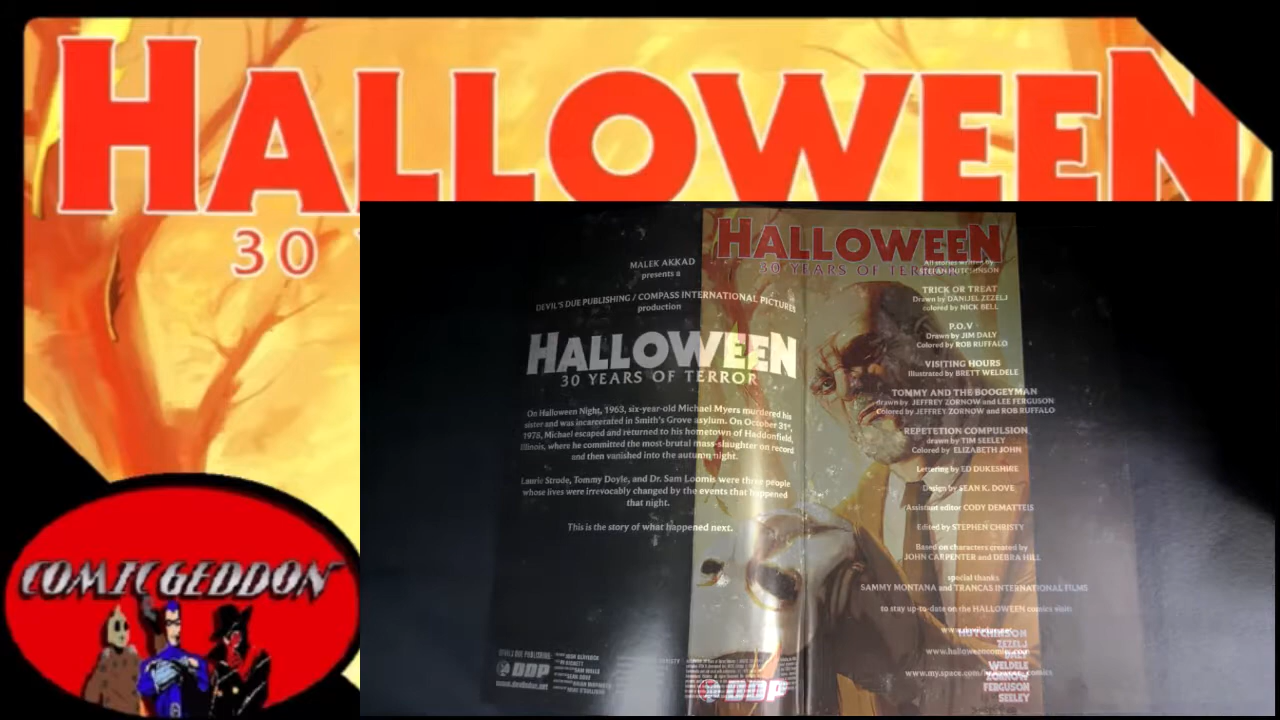 HALLOWEEN
30
COMICGEDDON
MALEK AKKAD
presents a
DEVIL'S DUE PUBLISHING / COMPASS INTERNATIONAL PICTURES
production
HALLOWEEN
30 YEARS OF TERROR
On Halloween Night, 1963, six-year-old Michael Myers murdered his
sister and was incarcerated in Smith's Grove asylum. On October 31st,
1978, Michael escaped and returned to his hometown of Haddonfield,
Illinois, where he committed the most-brutal mass-slaughter on record
and then vanished into the autumn night.
Laurie Strode, Tommy Doyle, and Dr. Sam Loomis were three people
whose lives were irrevocably changed by the events that happened
that night.
This is the story of what happened next.
DEVIL'S DUE PUBLISHING
DDP
HALLOWEEN
30 YEARS OF TERROR
All stories written by
STEFAN HUTCHINSON
TRICK OR TREAT
Drawn by DANIJEL ZEZELJ
colored by NICK BELL
P.O.V
Drawn by JIM DALY
Colored by ROB RUFFALO
VISITING HOURS
illustrated by BRETT WELDELE
TOMMY AND THE BOOGEYMAN
drawn by JEFFREY ZORNOW and LEE FERGUSON
Colored by JEFFREY ZORNOW and ROB RUFFALO
REPETETION COMPULSION
drawn by TIM SEELEY
Colored by ELIZABETH JOHN
Lettering by ED DUKESHIRE
Design by SEAN K. DOVE
Assistant editor CODY DEMATTEIS
Edited by STEPHEN CHRISTY
Based on characters created by
JOHN CARPENTER and DEBRA HILL
special thanks
SAMMY MONTANA and TRANCAS INTERNATIONAL FILMS
to stay up-to-date on the HALLOWEEN comics visit:
HUTCHINSON
ZEZELJ
DALY
WELDELE
ZORNOW
FERGUSON
SEELEY
DDP